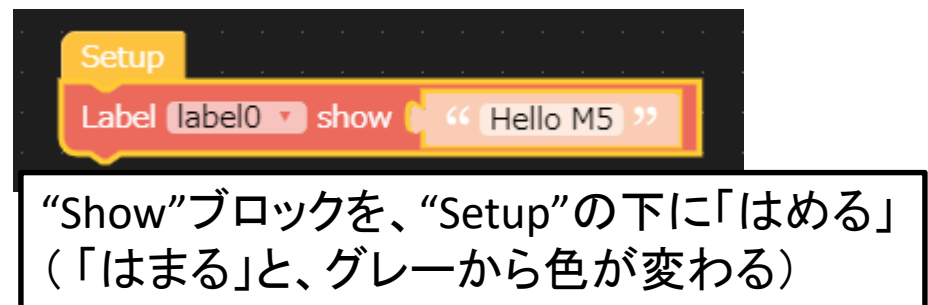 Setup
Label label0 ▾ show “ Hello M5 ”
“Show”ブロックを、“Setup”の下に「はめる」
（「はまる」と、グレーから色が変わる）